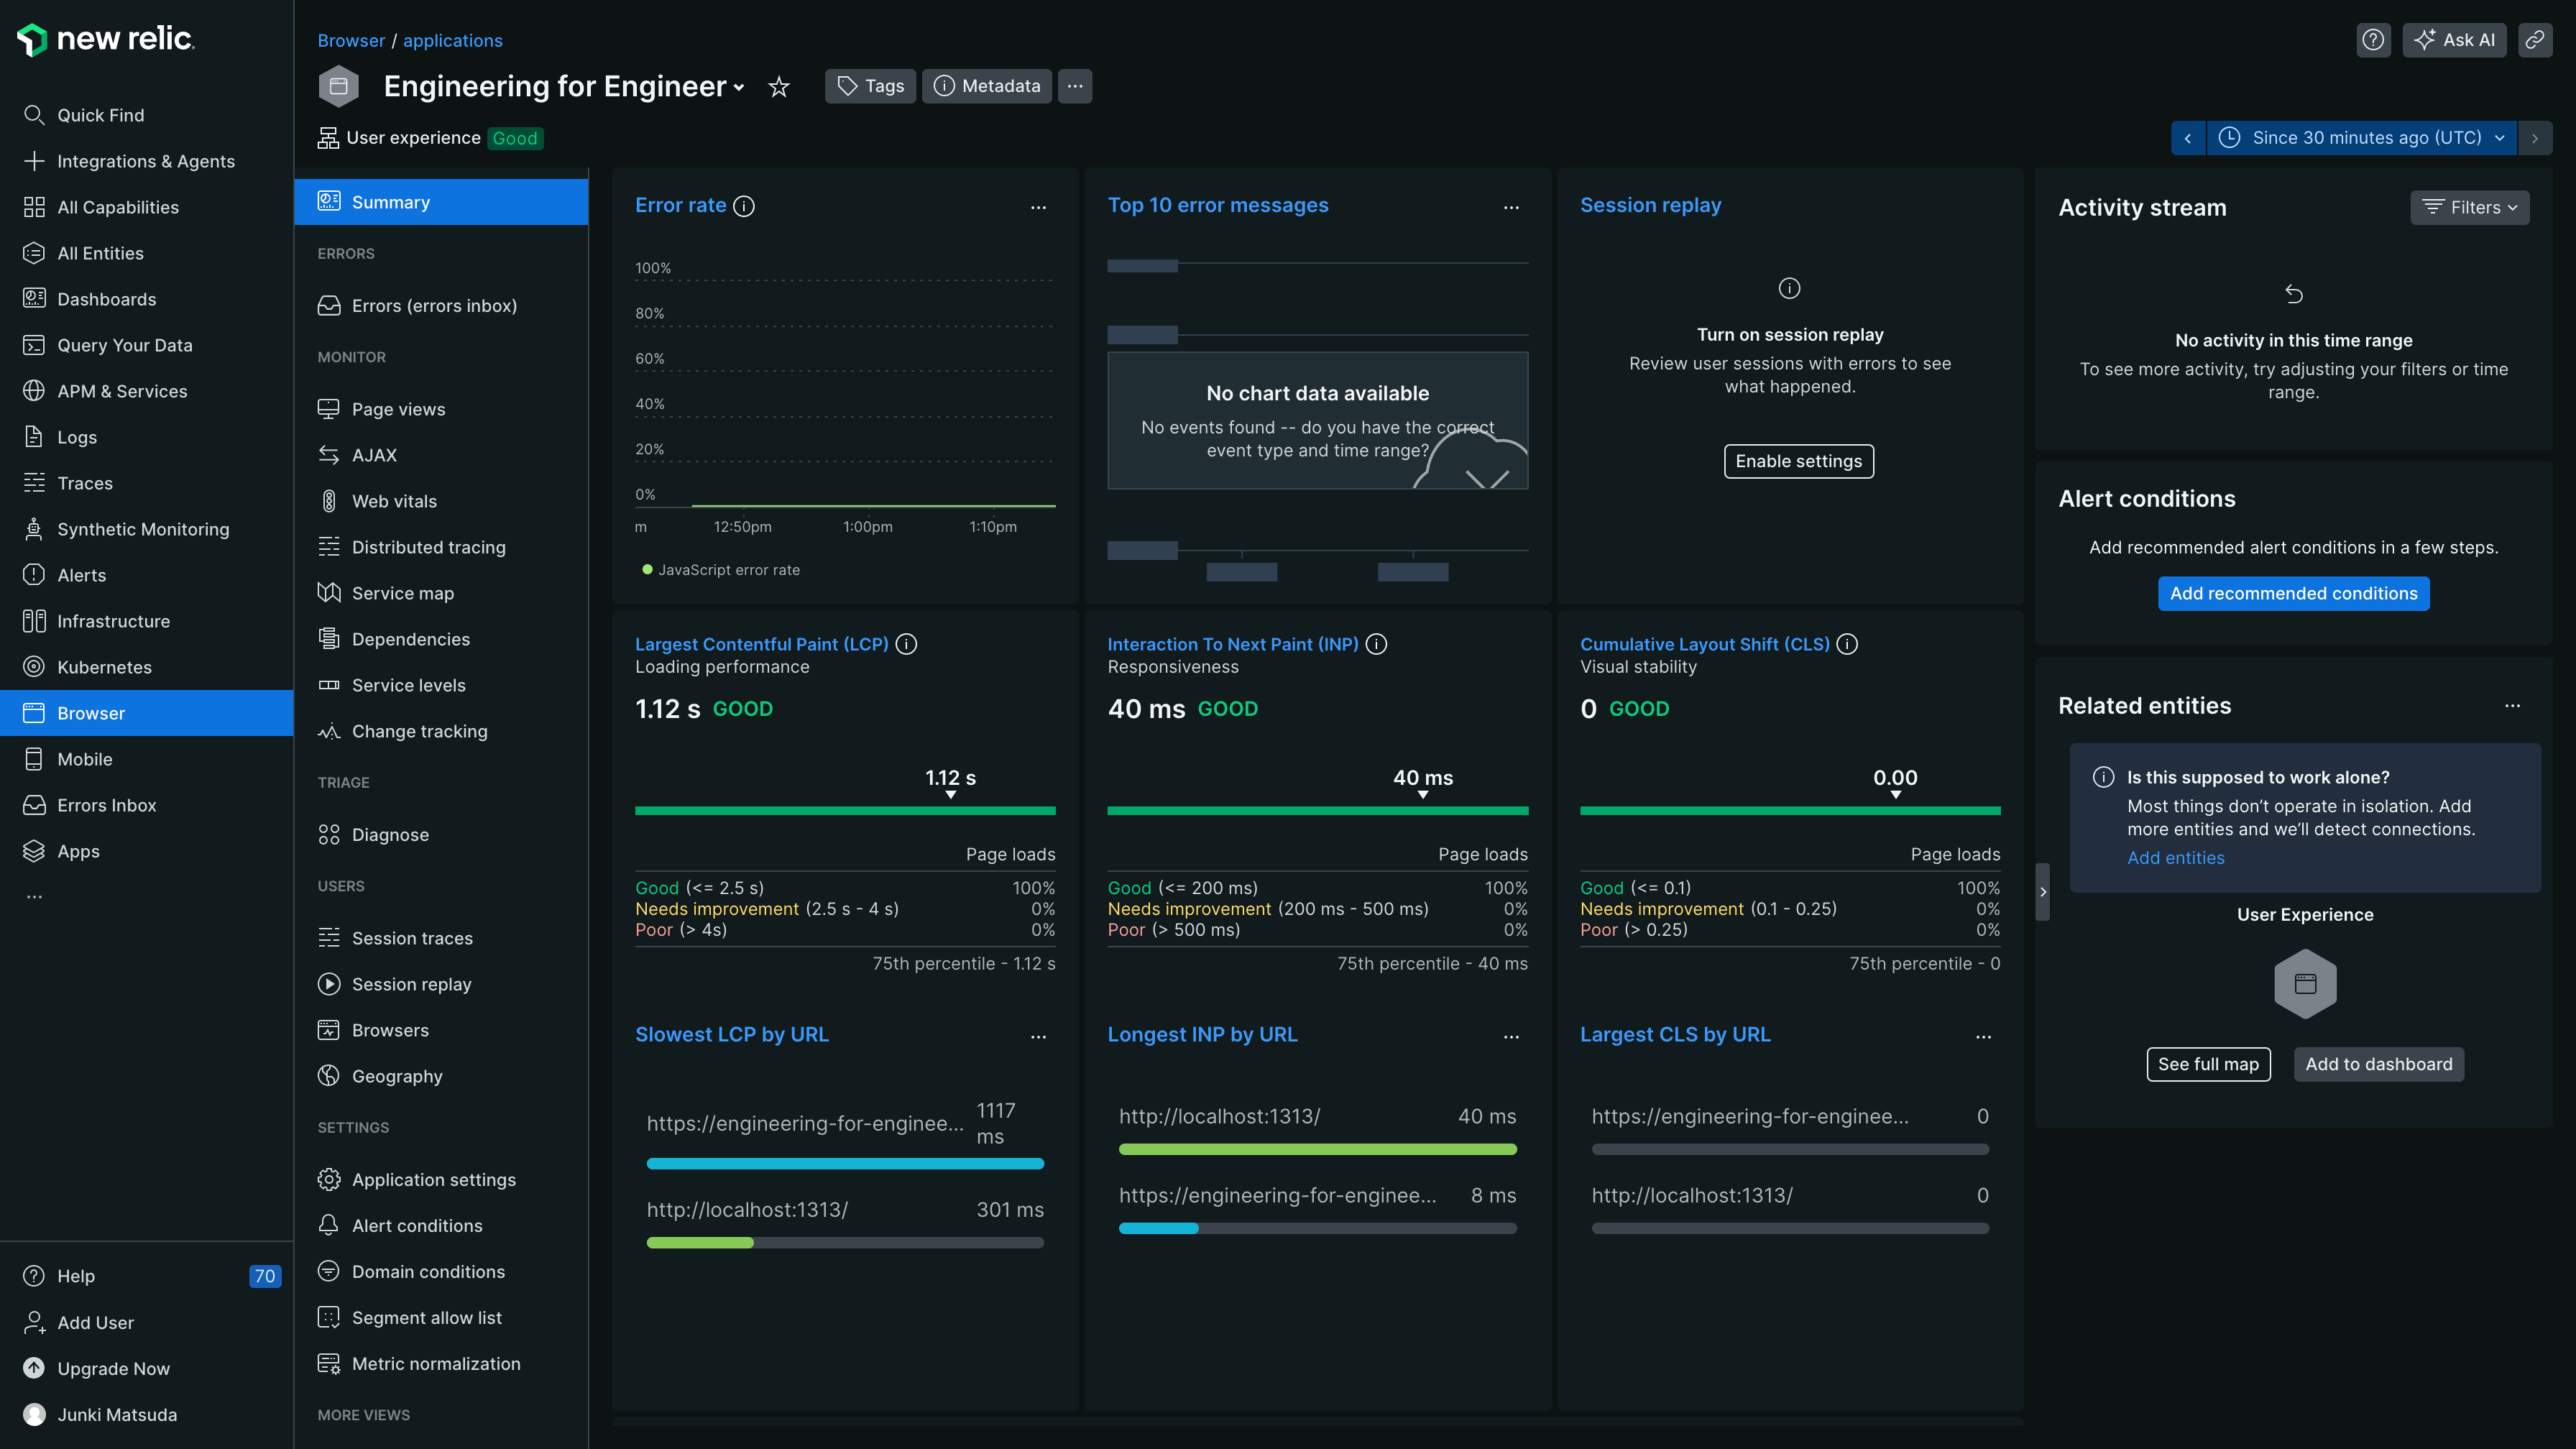 new relic.
Quick Find
Integrations & Agents
All Capabilities
All Entities
Dashboards
Query Your Data
APM & Services
Logs
Traces
Synthetic Monitoring
Alerts
Infrastructure
Kubernetes
Browser
Mobile
Errors Inbox
Apps
...
Help 70
Add User
Upgrade Now
Junki Matsuda
Browser / applications
Engineering for Engineer
Tags
Metadata
...
Ask AI
User experience Good
Since 30 minutes ago (UTC)
Summary
ERRORS
Errors (errors inbox)
MONITOR
Page views
AJAX
Web vitals
Distributed tracing
Service map
Dependencies
Service levels
Change tracking
TRIAGE
Diagnose
USERS
Session traces
Session replay
Browsers
Geography
SETTINGS
Application settings
Alert conditions
Domain conditions
Segment allow list
Metric normalization
MORE VIEWS
Error rate
...
100%
80%
60%
40%
20%
0%
m 12:50pm 1:00pm 1:10pm
JavaScript error rate
Top 10 error messages
...
No chart data available
No events found -- do you have the correct
event type and time range?
Session replay
Turn on session replay
Review user sessions with errors to see
what happened.
Enable settings
Largest Contentful Paint (LCP)
Loading performance
1.12 s GOOD
1.12 s
Page loads
Good (<= 2.5 s) 100%
Needs improvement (2.5 s - 4 s) 0%
Poor (> 4s) 0%
75th percentile - 1.12 s
Slowest LCP by URL
...
https://engineering-for-enginee... 1117
ms
http://localhost:1313/ 301 ms
Interaction To Next Paint (INP)
Responsiveness
40 ms GOOD
40 ms
Page loads
Good (<= 200 ms) 100%
Needs improvement (200 ms - 500 ms) 0%
Poor (> 500 ms) 0%
75th percentile - 40 ms
Longest INP by URL
...
http://localhost:1313/ 40 ms
https://engineering-for-enginee... 8 ms
Cumulative Layout Shift (CLS)
Visual stability
0 GOOD
0.00
Page loads
Good (<= 0.1) 100%
Needs improvement (0.1 - 0.25) 0%
Poor (> 0.25) 0%
75th percentile - 0
Largest CLS by URL
...
https://engineering-for-enginee... 0
http://localhost:1313/ 0
Activity stream
Filters
No activity in this time range
To see more activity, try adjusting your filters or time
range.
Alert conditions
Add recommended alert conditions in a few steps.
Add recommended conditions
Related entities
...
Is this supposed to work alone?
Most things don’t operate in isolation. Add
more entities and we’ll detect connections.
Add entities
User Experience
See full map
Add to dashboard